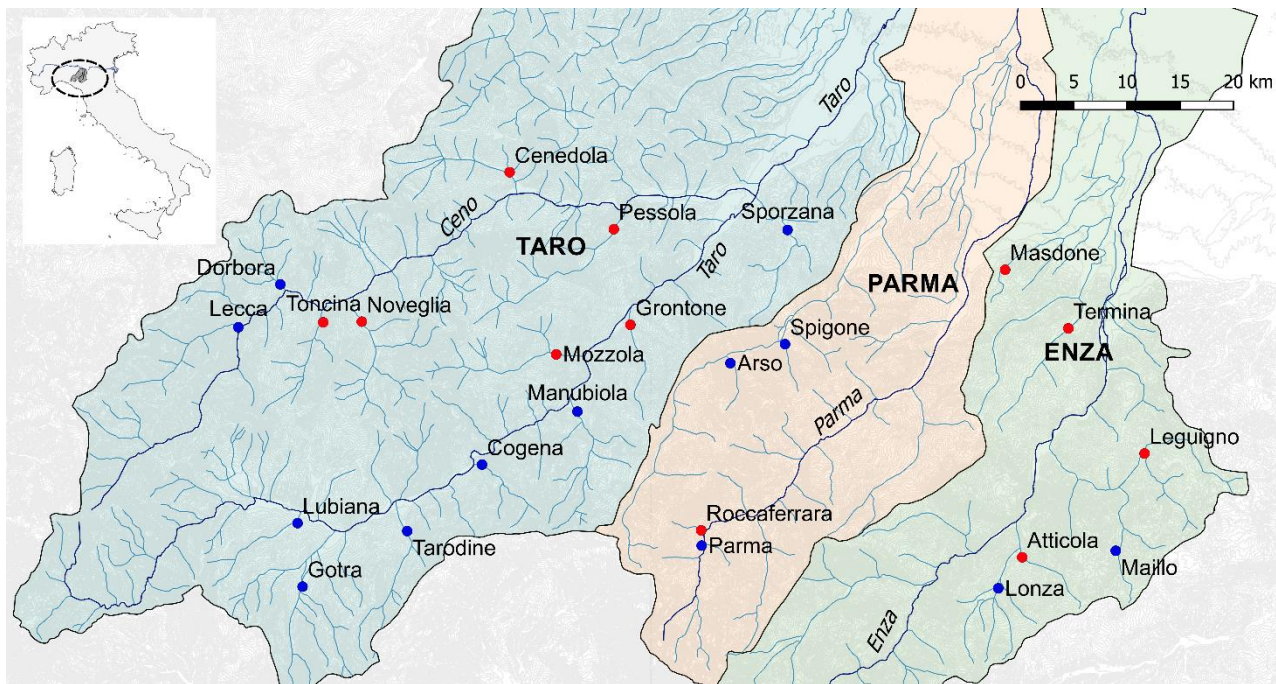 0 5 10 15 20 km
Taro
PARMA
Cenedola
Ceno
Pessola
Sporzana
TARO
Taro
Masdone
Dorbora
Lecca
Toncina
Noveglia
Grontone
Termina
Spigone
ENZA
Mozzola
Arso
Manubiola
Parma
Leguigno
Cogena
Lubiana
Roccaferrara
Tarodine
Parma
Atticola
Maillo
Gotra
Lonza
Enza